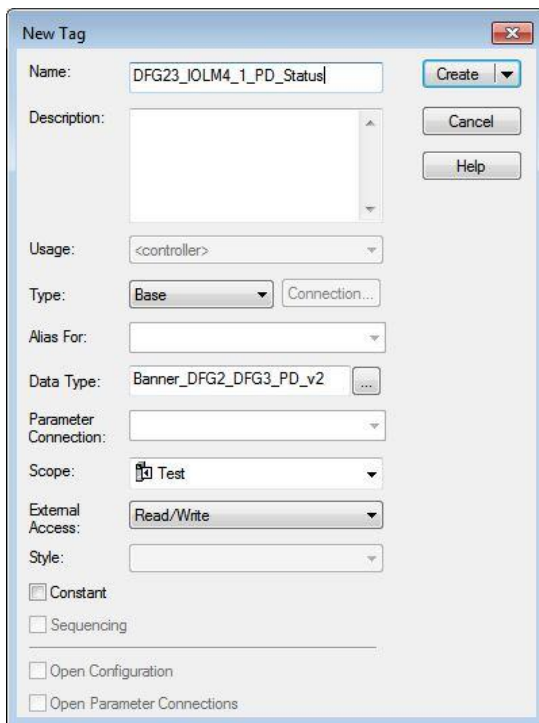 New Tag
Name:
DFG23_IOLM4_1_PD_Status
Create
Description:
Cancel
Help
Usage:
<controller>
Type:
Base
Connection...
Alias For:
Data Type:
Banner_DFG2_DFG3_PD_v2
...
Parameter
Connection:
Scope:
Test
External
Access:
Read/Write
Style:
Constant
Sequencing
Open Configuration
Open Parameter Connections